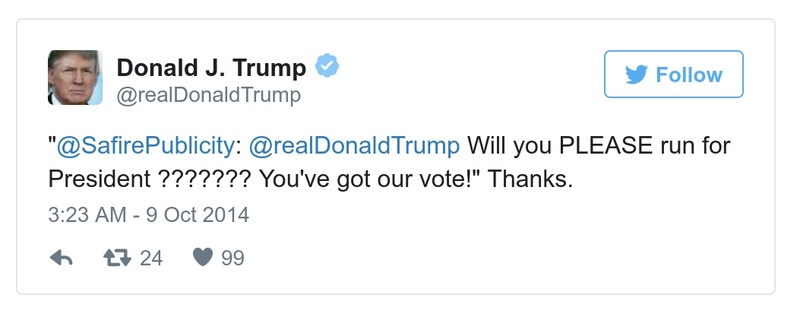 Donald J. Trump
@realDonaldTrump
Follow
"@SafirePublicity: @realDonaldTrump Will you PLEASE run for
President ??????? You've got our vote!" Thanks.
3:23 AM - 9 Oct 2014
24 99